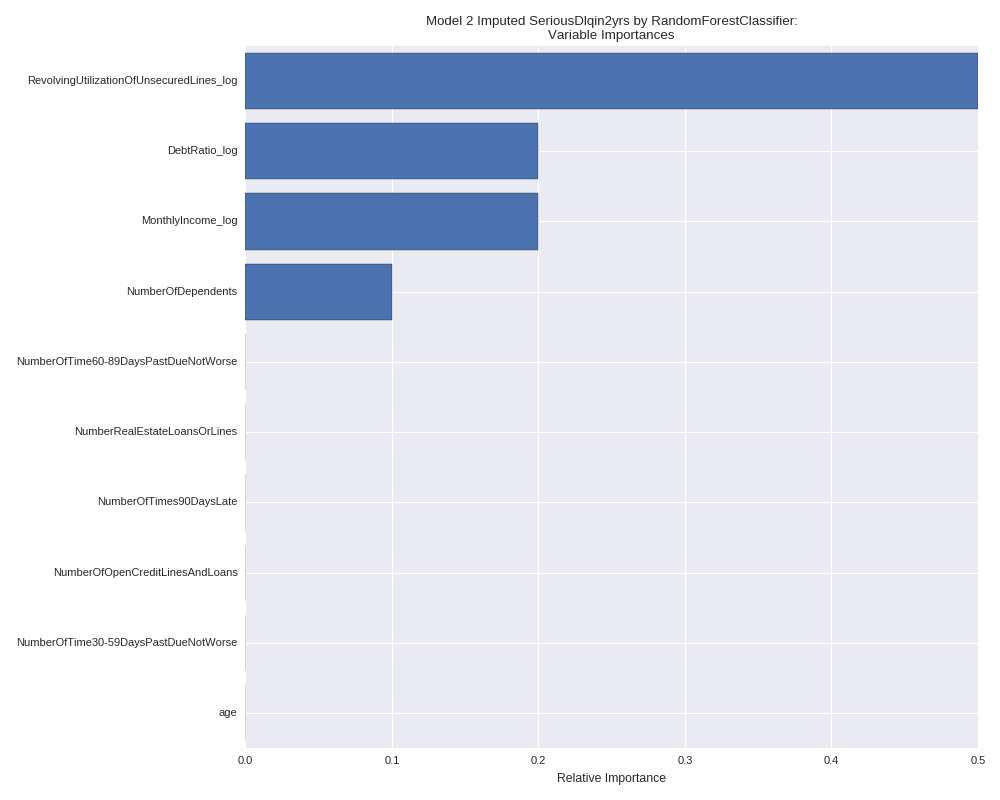 Model 2 Imputed SeriousDlqin2yrs by RandomForestClassifier:
Variable Importances
RevolvingUtilizationOfUnsecuredLines_log
DebtRatio_log
MonthlyIncome_log
NumberOfDependents
NumberOfTime60-89DaysPastDueNotWorse
NumberRealEstateLoansOrLines
NumberOfTimes90DaysLate
NumberOfOpenCreditLinesAndLoans
NumberOfTime30-59DaysPastDueNotWorse
age
0.0 0.1 0.2 0.3 0.4 0.5
Relative Importance